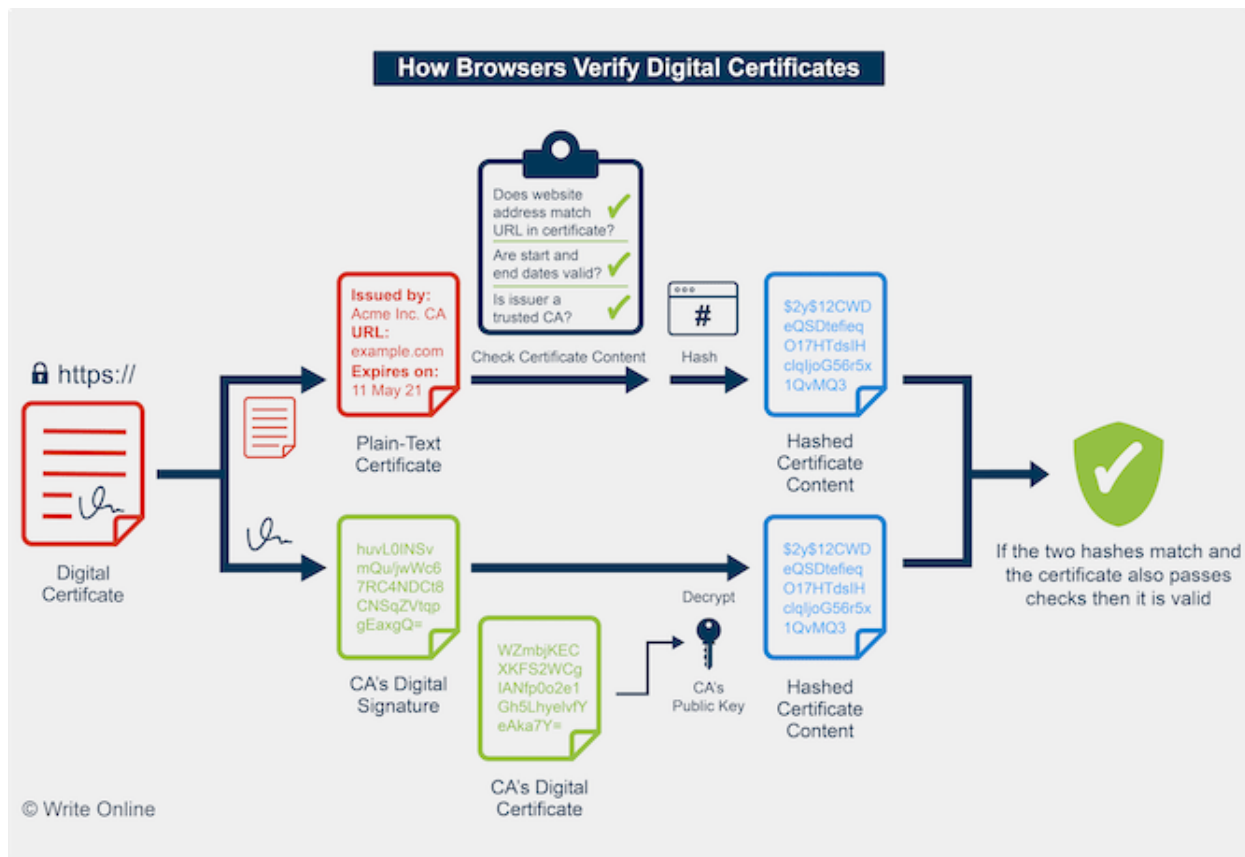 How Browsers Verify Digital Certificates
Does website
address match
URL in certificate?
Are start and
end dates valid?
Is issuer a
trusted CA?
Check Certificate Content
https://
Digital
Certifcate
Issued by:
Acme Inc. CA
URL:
example.com
Expires on:
11 May 21
Plain-Text
Certificate
#
Hash
$2y$12CWD
eQSDtefieq
O17HTdslH
clqIjoG56r5x
1QvMQ3
Hashed
Certificate
Content
huvL0INSv
mQu/jwWc6
7RC4NDCt8
CNSqZVtqp
gEaxgQ=
CA's Digital
Signature
WZmbjKEC
XKFS2WCg
IANfp0o2e1
Gh5LhyelvfY
eAka7Y=
CA's Digital
Certificate
Decrypt
CA's
Public Key
$2y$12CWD
eQSDtefieq
O17HTdslH
clqIjoG56r5x
1QvMQ3
Hashed
Certificate
Content
If the two hashes match and
the certificate also passes
checks then it is valid
© Write Online